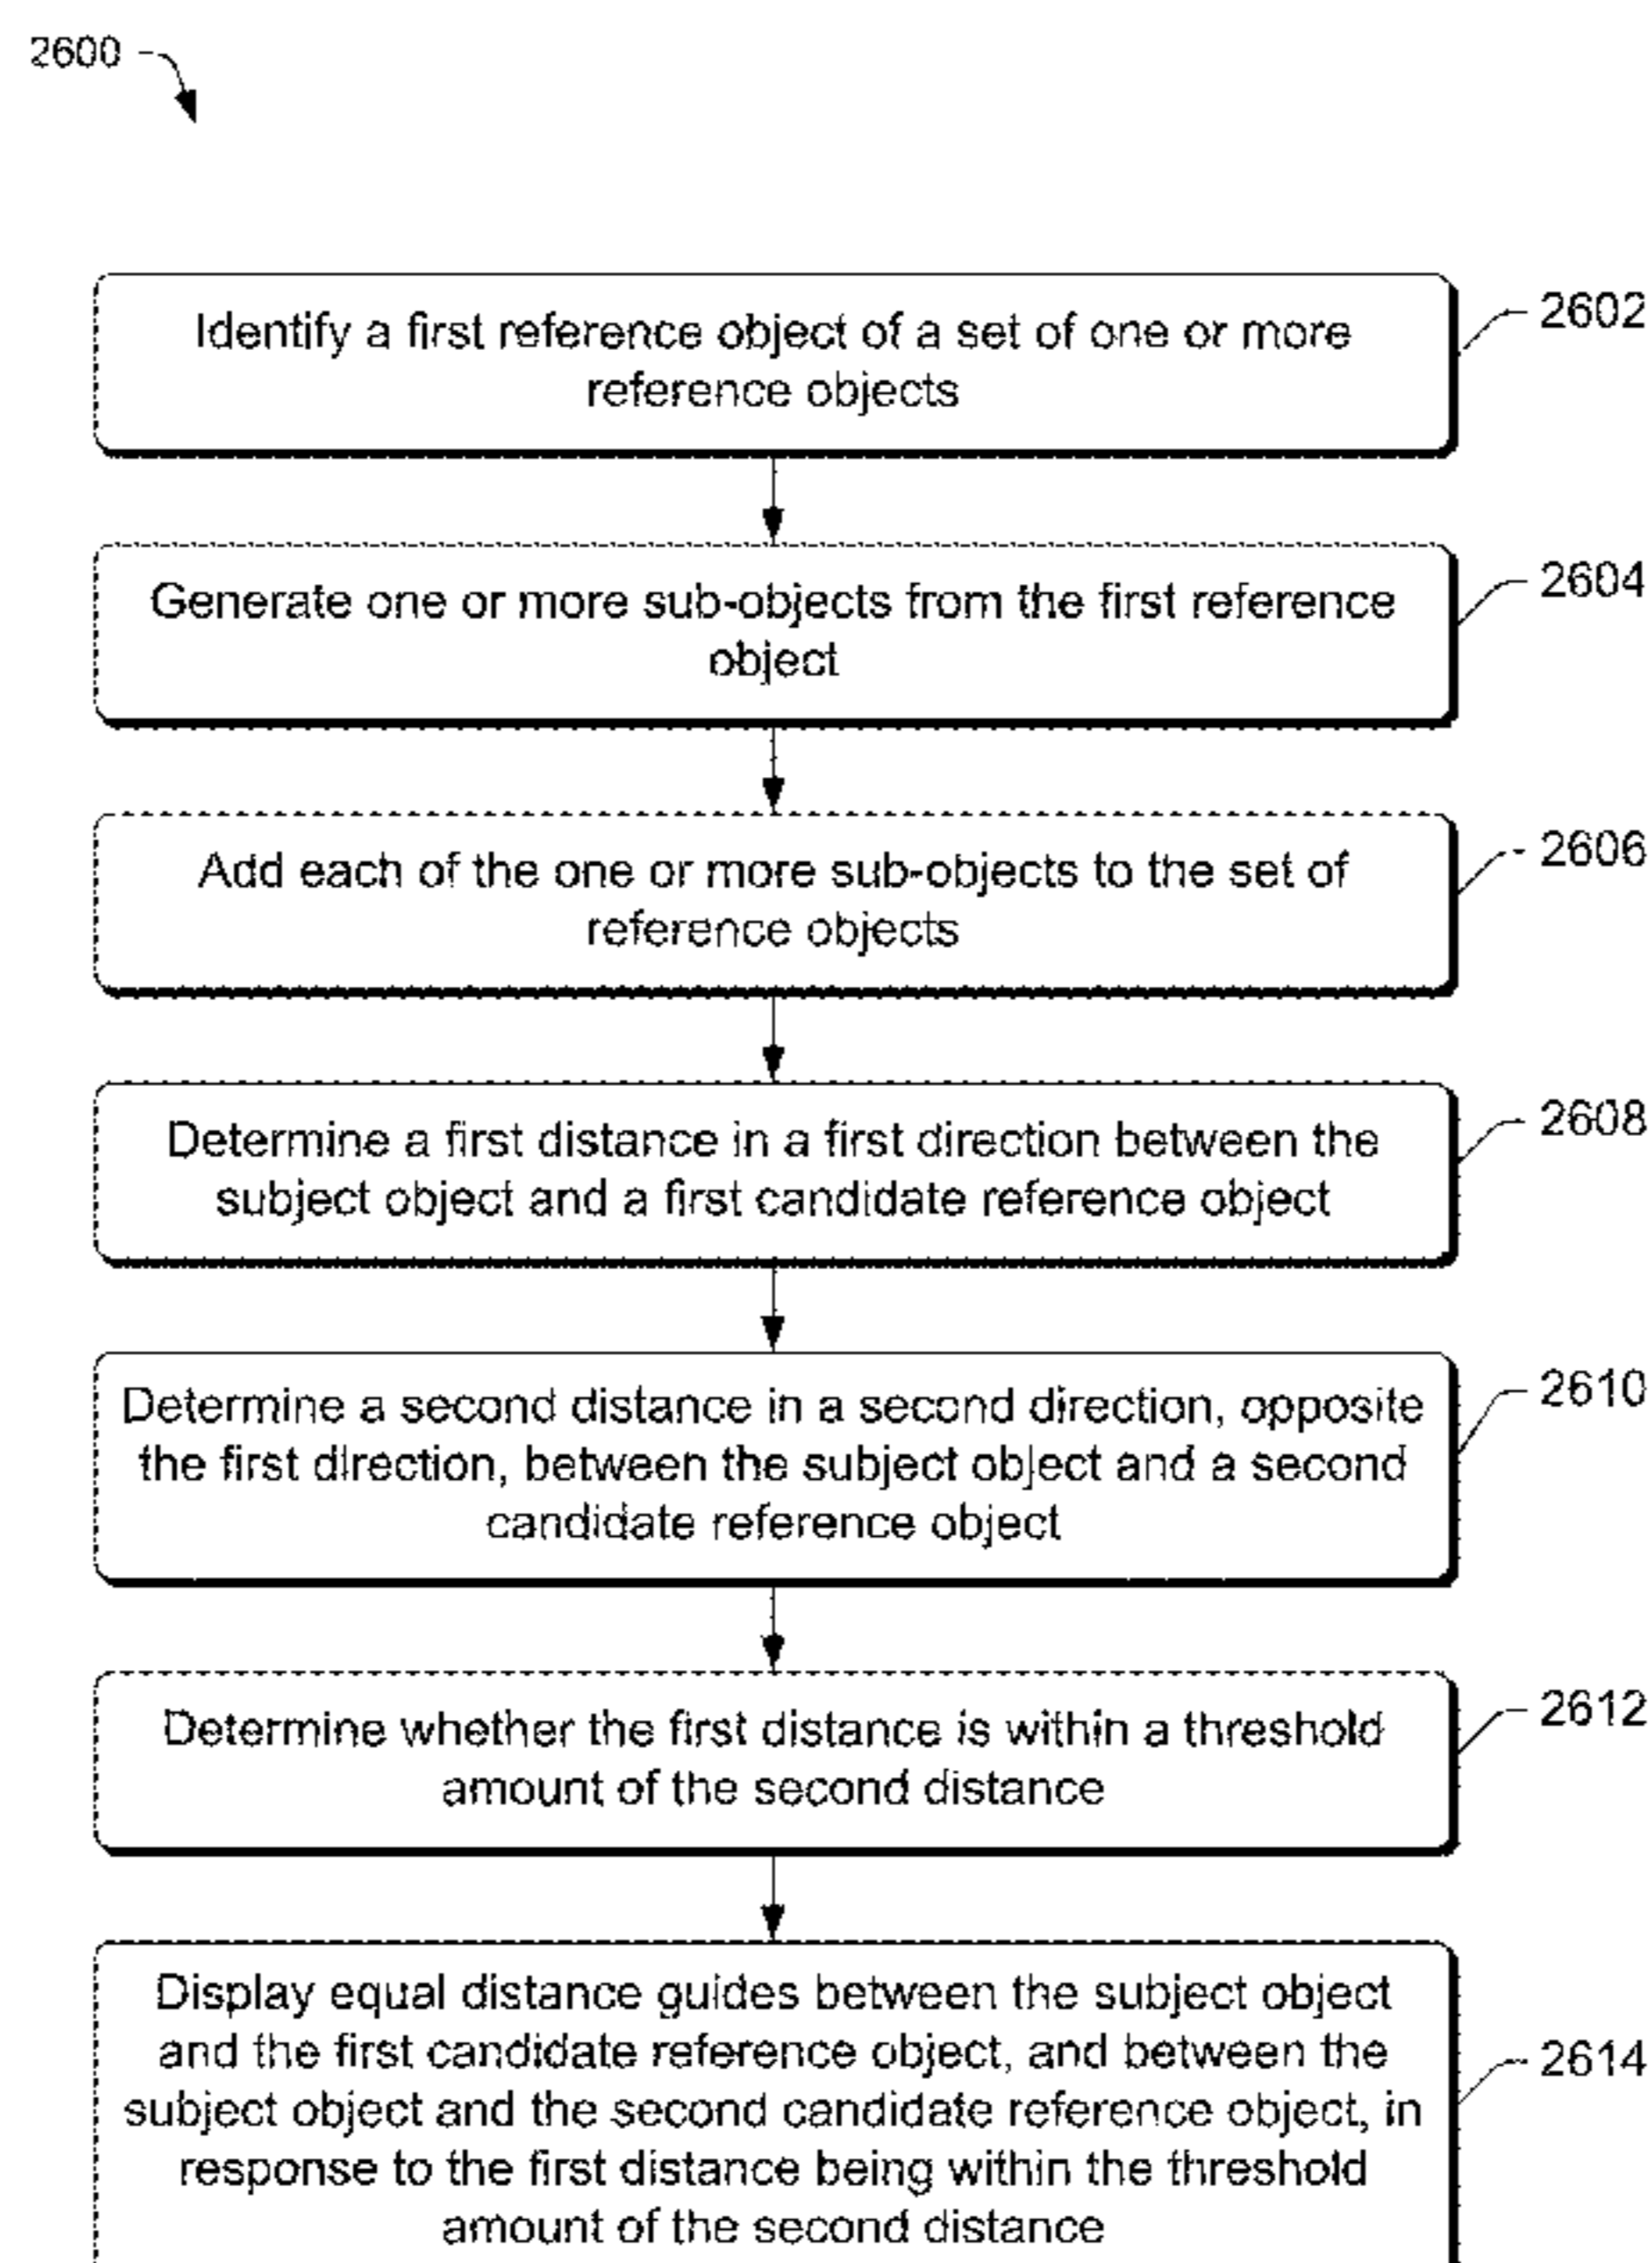 2600
Identify a first reference object of a set of one or more
reference objects
2602
Generate one or more sub-objects from the first reference
object
2604
Add each of the one or more sub-objects to the set of
reference objects
2606
Determine a first distance in a first direction between the
subject object and a first candidate reference object
2608
Determine a second distance in a second direction, opposite
the first direction, between the subject object and a second
candidate reference object
2610
Determine whether the first distance is within a threshold
amount of the second distance
2612
Display equal distance guides between the subject object
and the first candidate reference object, and between the
subject object and the second candidate reference object, in
response to the first distance being within the threshold
amount of the second distance
2614